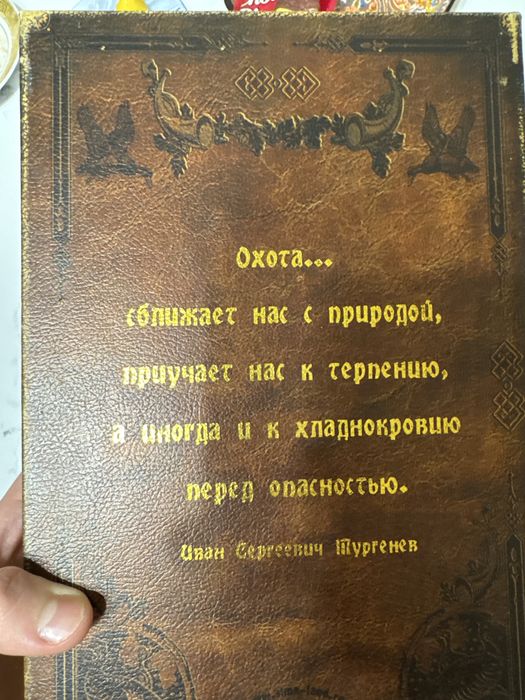 Охота...
сближает нас с природой,
приучает нас к терпению,
а иногда и к хладнокровию
перед опасностью.
Иван Сергеевич Тургенев